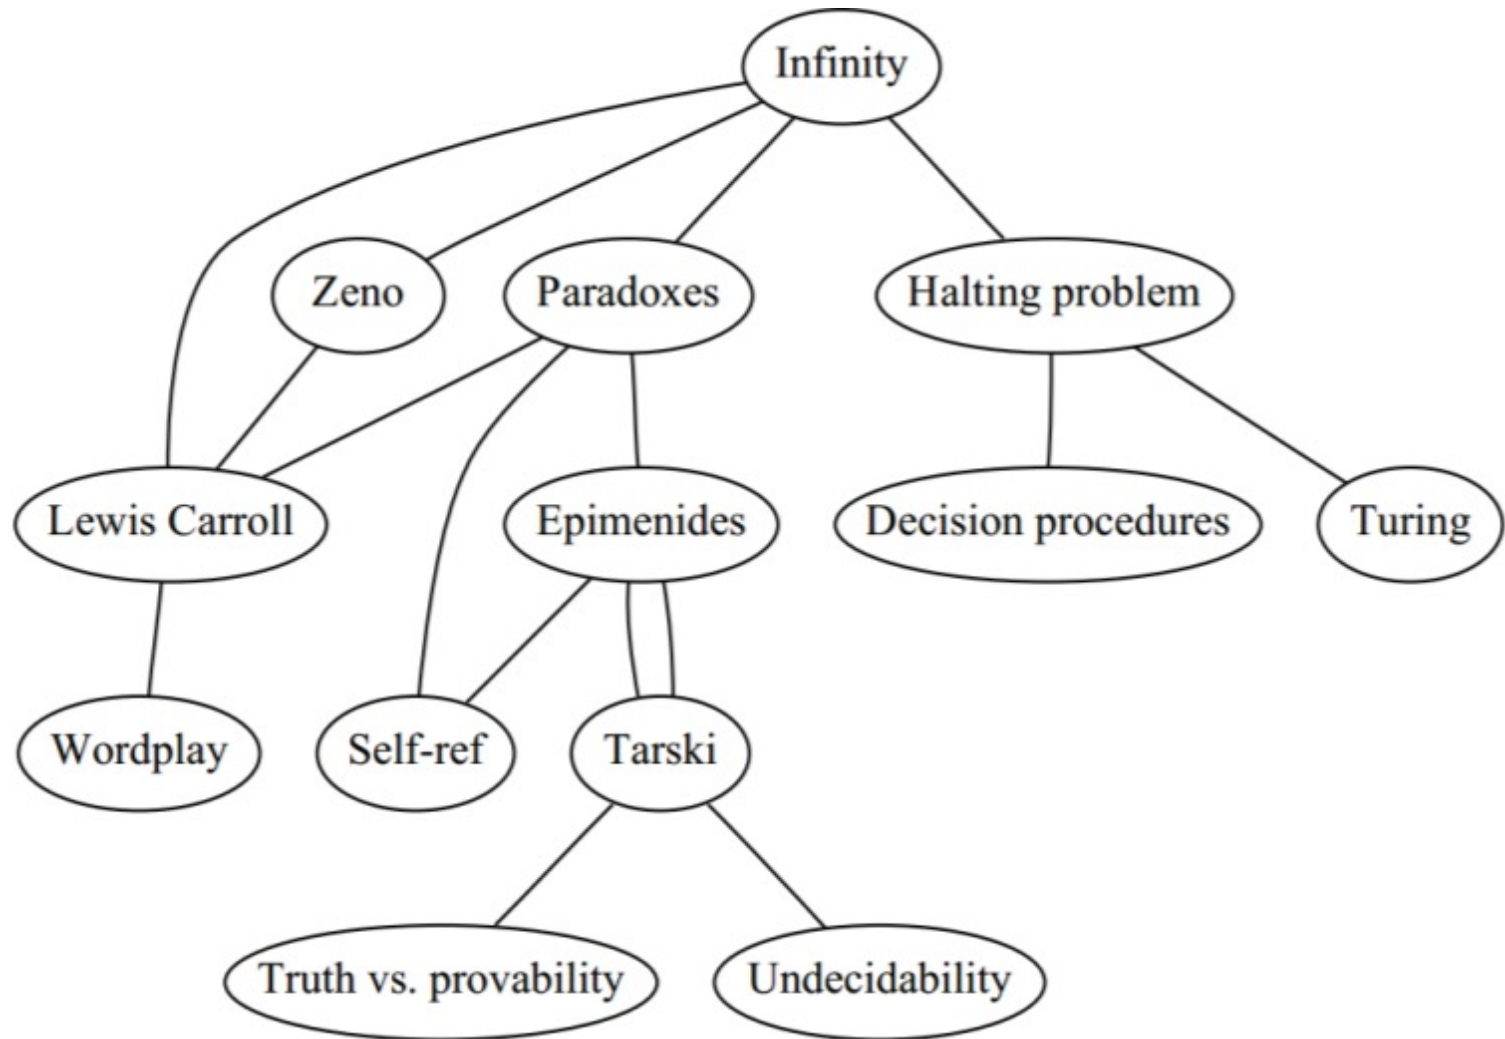 Infinity
Zeno
Paradoxes
Halting problem
Lewis Carroll
Epimenides
Decision procedures
Turing
Wordplay
Self-ref
Tarski
Truth vs. provability
Undecidability